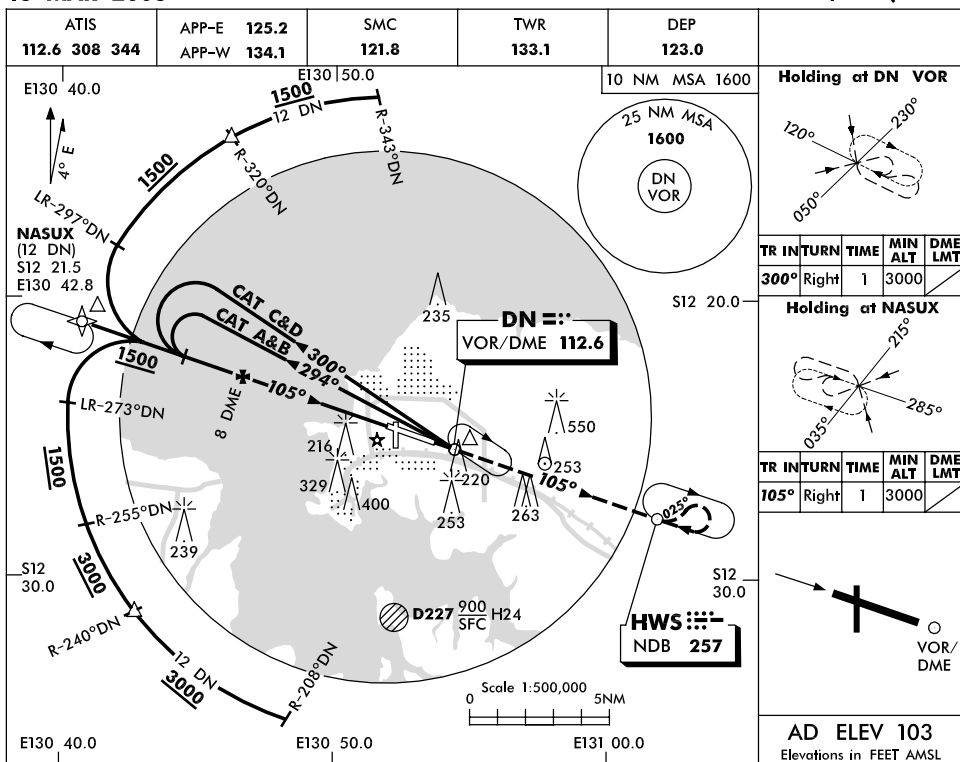 ATIS
112.6 308 344
APP-E 125.2
APP-W 134.1
SMC
121.8
TWR
133.1
DEP
123.0
E130 40.0
E130 50.0
10 NM MSA 1600
25 NM MSA
1600
DN
VOR
4° E
1500
12 DN
R-343°DN
R-320°DN
1500
LR-297°DN
NASUX
(12 DN)
S12 21.5
E130 42.8
CAT C&D
300°
CAT A&B
294°
235
S12 20.0
DN
VOR/DME 112.6
1500
8 DME
105°
LR-273°DN
1500
216
329
400
220
253
550
253
263
105°
025°
R-255°DN
239
3000
S12
30.0
S12
30.0
D227 900 SFC H24
HWS
NDB 257
R-240°DN
12 DN
3000
R-208°DN
Scale 1:500,000
0 5NM
E130 40.0
E130 50.0
E131 00.0
Holding at DN VOR
120°
230°
050°
TR IN TURN TIME MIN ALT DME LMT
300° Right 1 3000
Holding at NASUX
215°
285°
035°
TR IN TURN TIME MIN ALT DME LMT
105° Right 1 3000
VOR/
DME
AD ELEV 103
Elevations in FEET AMSL